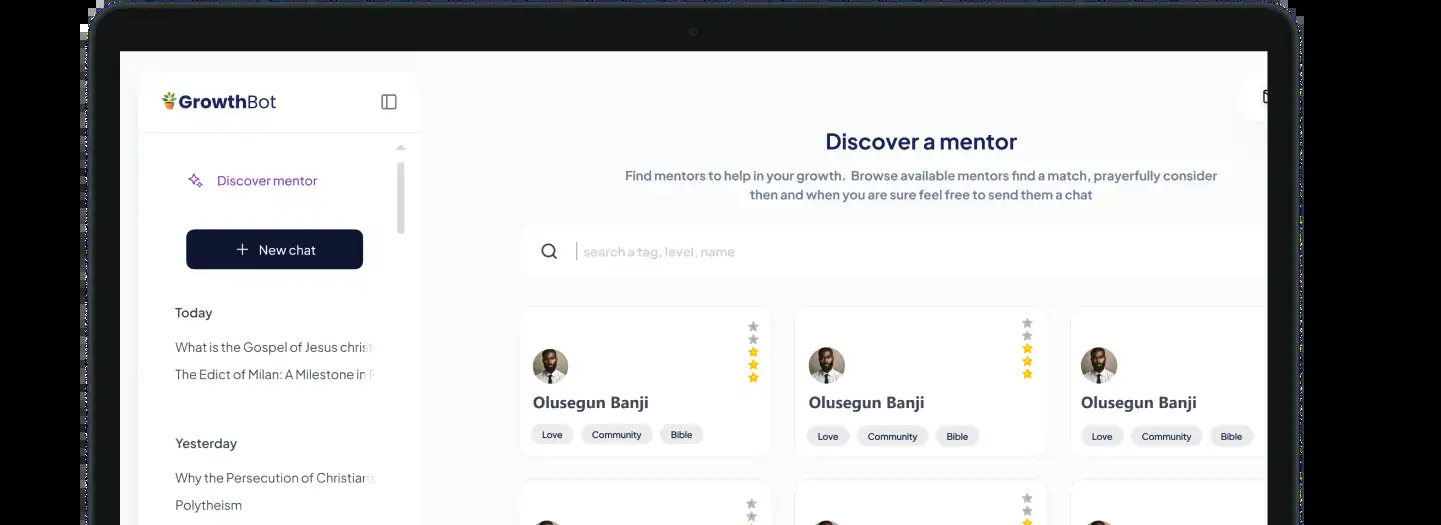 GrowthBot
Discover mentor
New chat
Today
What is the Gospel of Jesus christ
The Edict of Milan: A Milestone in
Yesterday
Why the Persecution of Christians
Polytheism
Discover a mentor
Find mentors to help in your growth. Browse available mentors find a match, prayerfully consider
then and when you are sure feel free to send them a chat
search a tag, level, name
Olusegun Banji
Love Community Bible
Olusegun Banji
Love Community Bible
Olusegun Banji
Love Community Bible